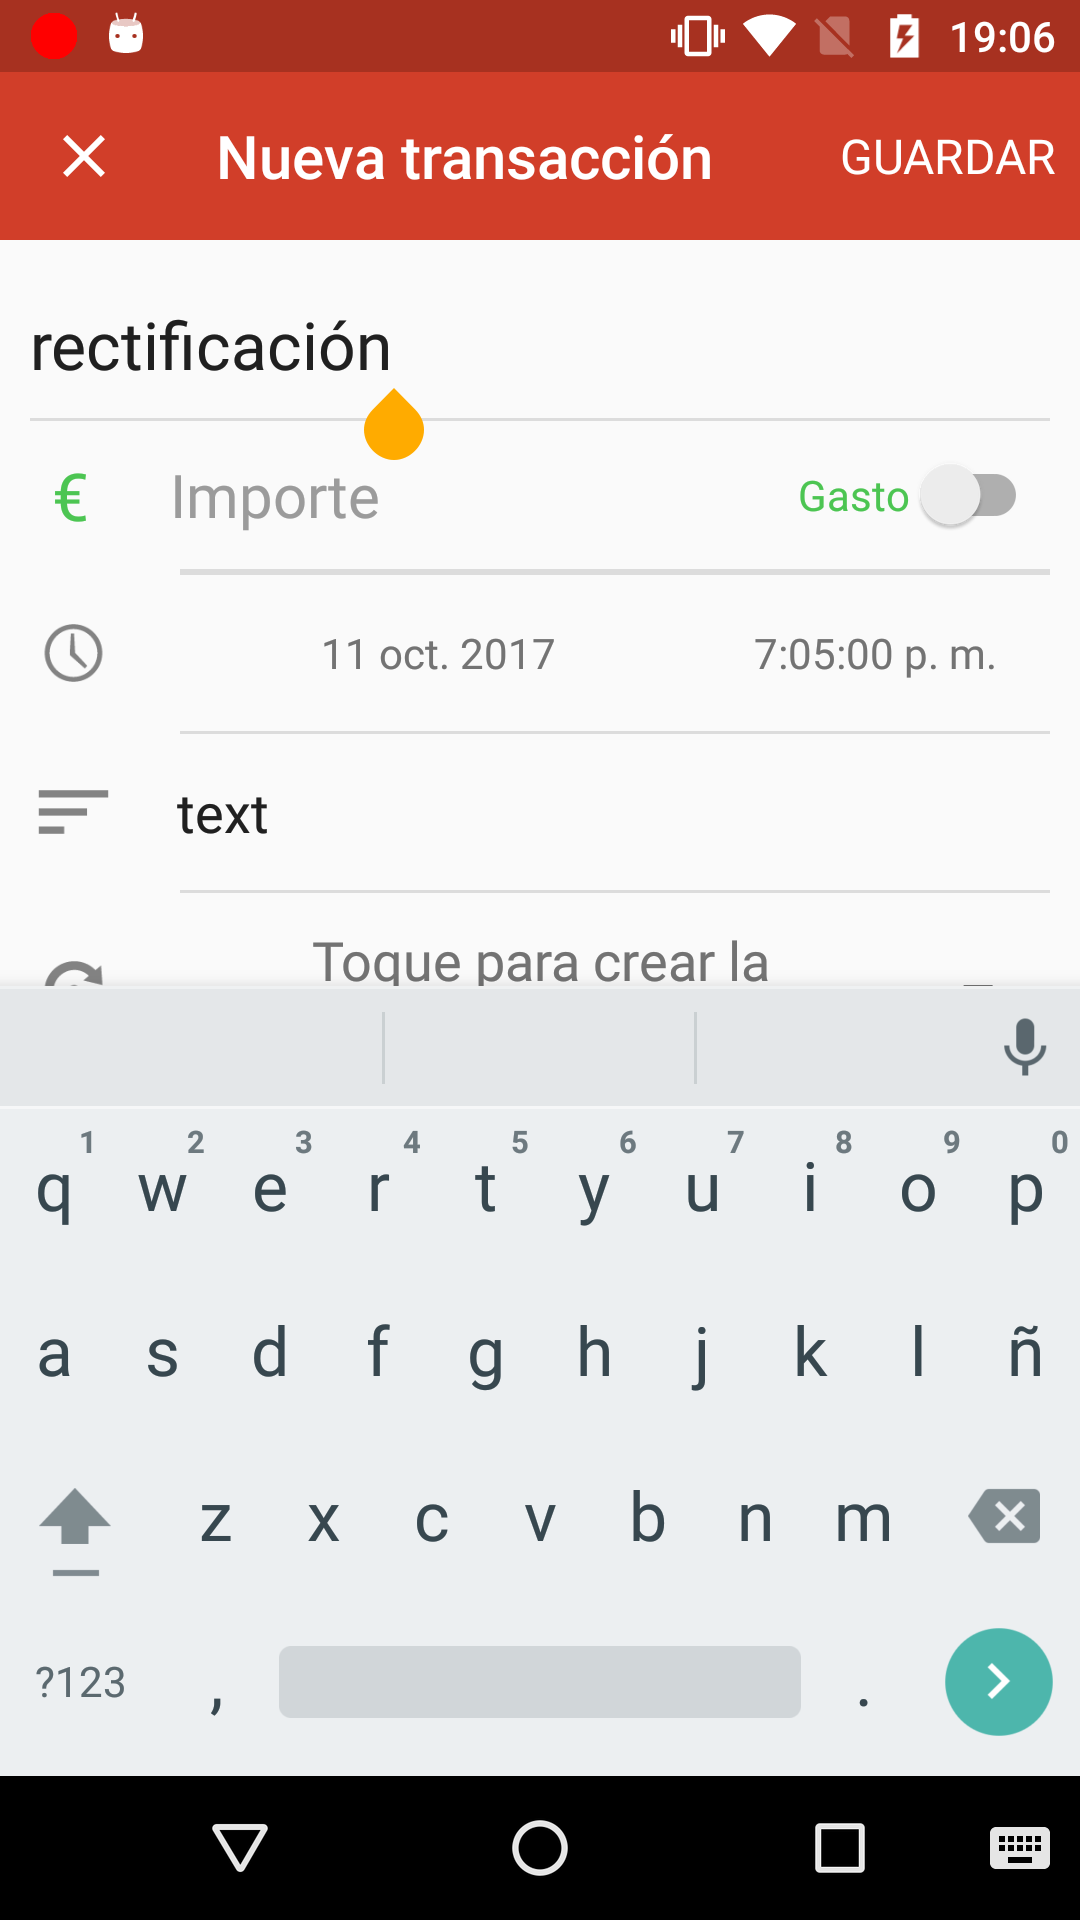 19:06
Nueva transacción GUARDAR
rectificación
€ Importe Gasto
11 oct. 2017 7:05:00 p. m.
text
Toque para crear la
1 2 3 4 5 6 7 8 9 0
q w e r t y u i o p
a s d f g h j k l ñ
z x c v b n m
?123 , .